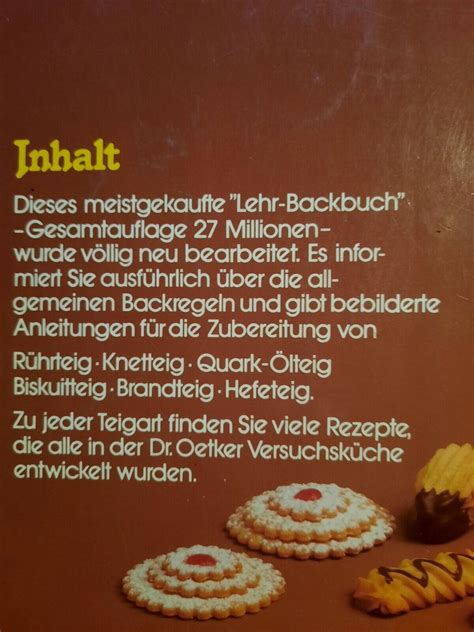 Inhalt
Dieses meistgekaufte "Lehr-Backbuch"
-Gesamtauflage 27 Millionen-
wurde völlig neu bearbeitet. Es infor-
miert Sie ausführlich über die all-
gemeinen Backregeln und gibt bebilderte
Anleitungen für die Zubereitung von
Rührteig · Knetteig · Quark-Ölteig
Biskuitteig · Brandteig · Hefeteig.
Zu jeder Teigart finden Sie viele Rezepte,
die alle in der Dr. Oetker Versuchsküche
entwickelt wurden.